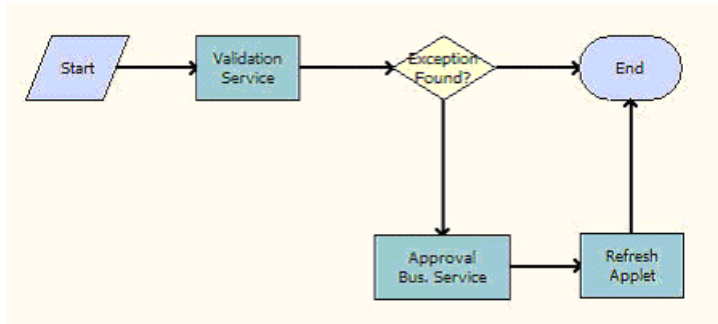 Start
Validation
Service
Exception
Found?
End
Approval
Bus. Service
Refresh
Applet